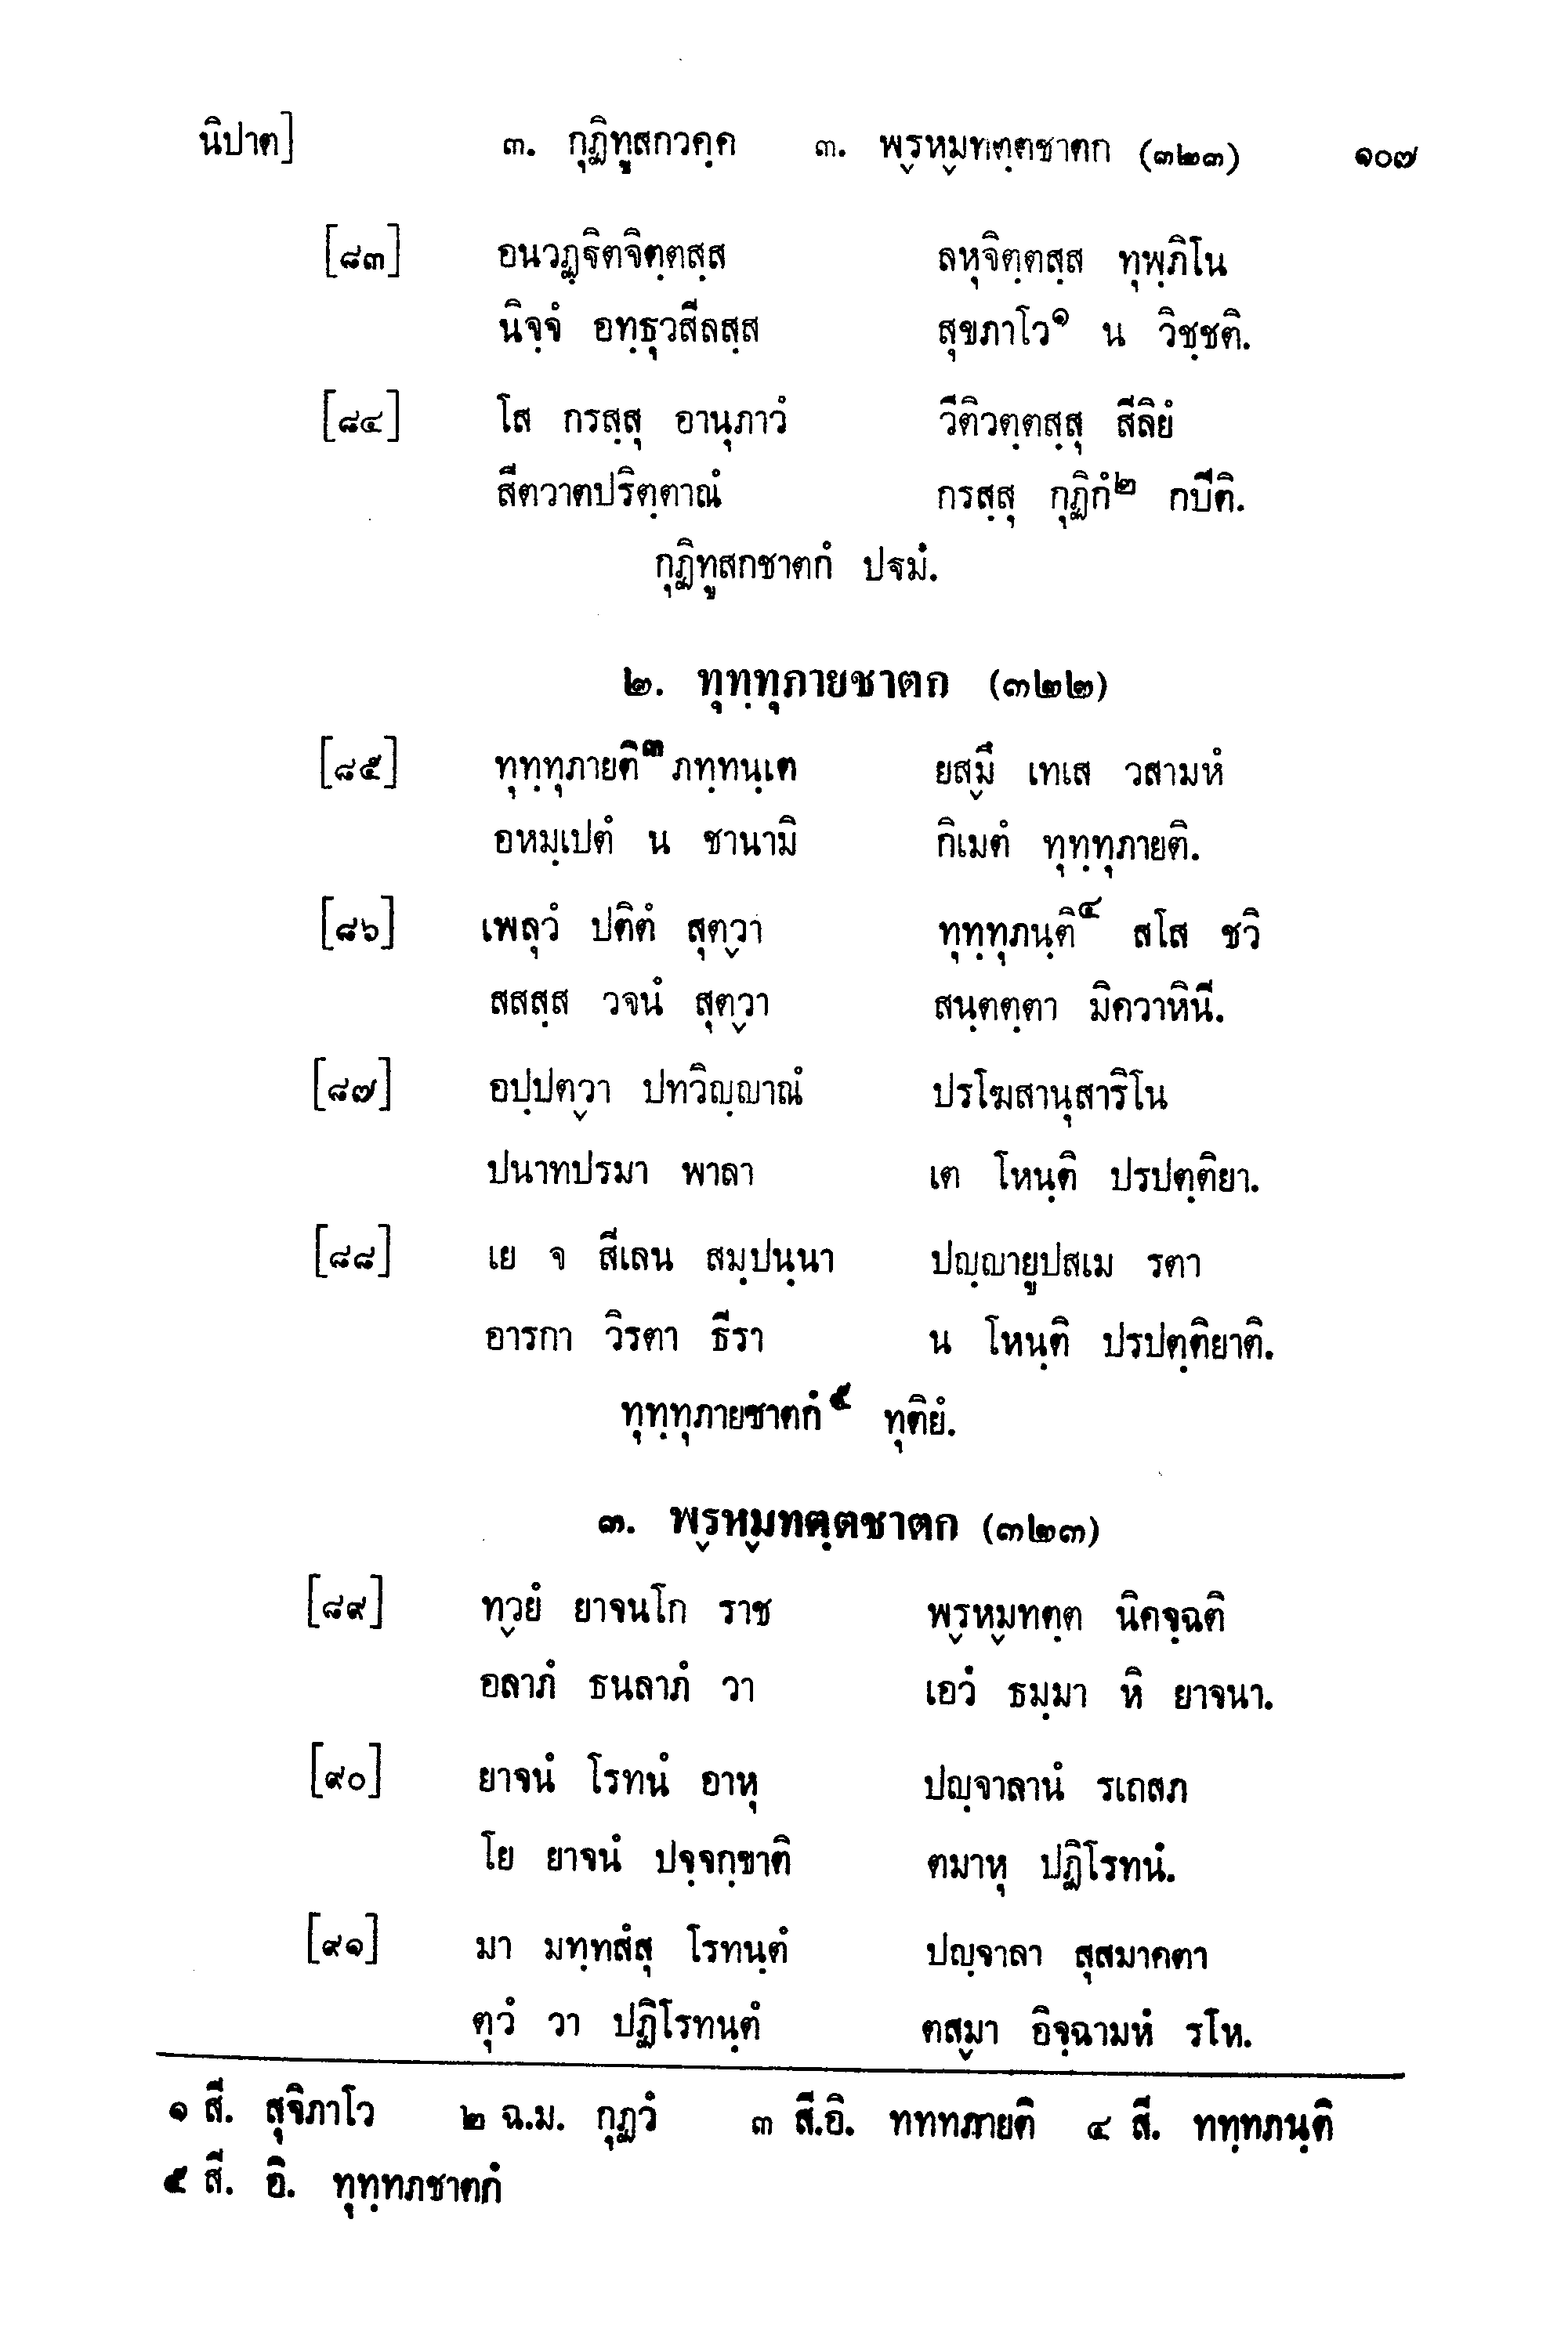 นิปาต] ๓. กุฏิทูสกวคฺค ๓. พฺรหฺมทตฺตชาตก (๓๒๓) ๑๐๗
[๘๓] อนวฏฺฐิตจิตฺตสฺส ลหุจิตฺตสฺส ทุพฺภิโน
นิจฺจํ อทฺธุวสีลสฺส สุขภาโว๑ น วิชฺชติ.
[๘๔] โส กรสฺสุ อานุภาวํ วีติวตฺตสฺสุ สีลิยํ
สีตวาตปริตฺตาณํ กรสฺสุ กุฏิกํ๒ กปีติ.
กุฏิทูสกชาตกํ ปฐมํ.
๒. ทุทฺทุภายชาตก (๓๒๒)
[๘๕] ทุทฺทุภายติ๓ ภทฺทนฺเต ยสฺมึ เทเส วสามหํ
อหมฺเปตํ น ชานามิ กิเมตํ ทุทฺทุภายติ.
[๘๖] เพลุวํ ปติตํ สุตฺวา ทุทฺทุภนฺติ๔ สโส ชวิ
สสสฺส วจนํ สุตฺวา สนฺตตฺตา มิควาหินี.
[๘๗] อปฺปตฺวา ปทวิญฺญาณํ ปรโฆสานุสาริโน
ปนาทปรมา พาลา เต โหนฺติ ปรปตฺติยา.
[๘๘] เย จ สีเลน สมฺปนฺนา ปญฺญายูปสเม รตา
อารกา วิรตา ธีรา น โหนฺติ ปรปตฺติยาติ.
ทุทฺทุภายชาตกํ๕ ทุติยํ.
๓. พฺรหฺมทตฺตชาตก (๓๒๓)
[๘๙] ทฺวยํ ยาจนโก ราช พฺรหฺมทตฺต นิคจฺฉติ
อลาภํ ธนลาภํ วา เอวํ ธมฺมา หิ ยาจนา.
[๙๐] ยาจนํ โรทนํ อาหุ ปญฺจาลานํ รเถสภ
โย ยาจนํ ปจฺจกฺขาติ ตมาหุ ปฏิโรทนํ.
[๙๑] มา มทฺทสํสุ โรทนฺตํ ปญฺจาลา สุสมาคตา
ตุวํ วา ปฏิโรทนฺตํ ตสฺมา อิจฺฉามหํ รโห.
๑ สี. สุจิภาโว ๒ ฉ.ม. กุฏวํ ๓ สี.อิ. ทททภายติ ๔ สี. ททฺทภนฺติ
๕ สี. อิ. ทุทฺทภชาตกํ